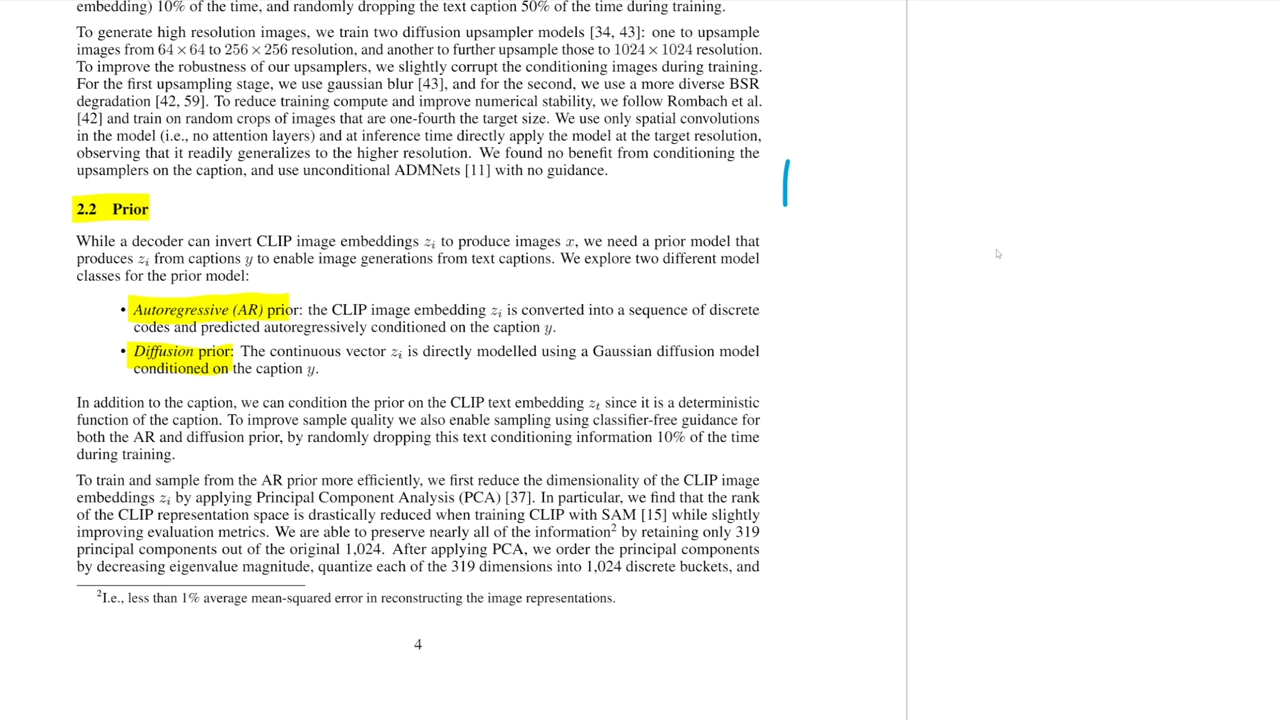 embedding) 10% of the time, and randomly dropping the text caption 50% of the time during training.
To generate high resolution images, we train two diffusion upsampler models [34, 43]: one to upsample
images from 64 × 64 to 256 × 256 resolution, and another to further upsample those to 1024 × 1024 resolution.
To improve the robustness of our upsamplers, we slightly corrupt the conditioning images during training.
For the first upsampling stage, we use gaussian blur [43], and for the second, we use a more diverse BSR
degradation [42, 59]. To reduce training compute and improve numerical stability, we follow Rombach et al.
[42] and train on random crops of images that are one-fourth the target size. We use only spatial convolutions
in the model (i.e., no attention layers) and at inference time directly apply the model at the target resolution,
observing that it readily generalizes to the higher resolution. We found no benefit from conditioning the
upsamplers on the caption, and use unconditional ADMNets [11] with no guidance.
2.2 Prior
While a decoder can invert CLIP image embeddings zᵢ to produce images x, we need a prior model that
produces zᵢ from captions y to enable image generations from text captions. We explore two different model
classes for the prior model:
• Autoregressive (AR) prior: the CLIP image embedding zᵢ is converted into a sequence of discrete
codes and predicted autoregressively conditioned on the caption y.
• Diffusion prior: The continuous vector zᵢ is directly modelled using a Gaussian diffusion model
conditioned on the caption y.
In addition to the caption, we can condition the prior on the CLIP text embedding zₜ since it is a deterministic
function of the caption. To improve sample quality we also enable sampling using classifier-free guidance for
both the AR and diffusion prior, by randomly dropping this text conditioning information 10% of the time
during training.
To train and sample from the AR prior more efficiently, we first reduce the dimensionality of the CLIP image
embeddings zᵢ by applying Principal Component Analysis (PCA) [37]. In particular, we find that the rank
of the CLIP representation space is drastically reduced when training CLIP with SAM [15] while slightly
improving evaluation metrics. We are able to preserve nearly all of the information² by retaining only 319
principal components out of the original 1,024. After applying PCA, we order the principal components
by decreasing eigenvalue magnitude, quantize each of the 319 dimensions into 1,024 discrete buckets, and
²I.e., less than 1% average mean-squared error in reconstructing the image representations.
4